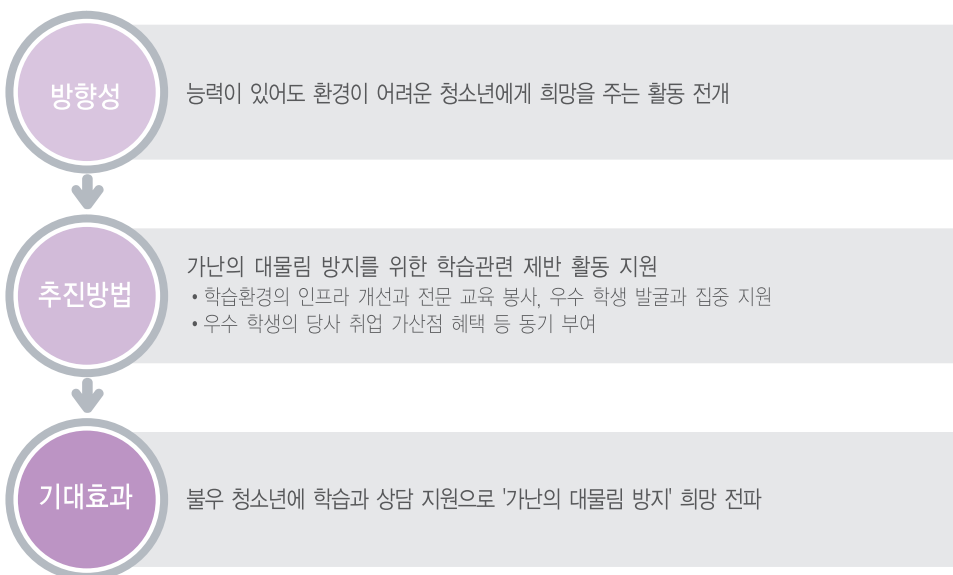 방향성
능력이 있어도 환경이 어려운 청소년에게 희망을 주는 활동 전개
추진방법
가난의 대물림 방지를 위한 학습관련 제반 활동 지원
• 학습환경의 인프라 개선과 전문 교육 봉사, 우수 학생 발굴과 집중 지원
• 우수 학생의 당사 취업 가산점 혜택 등 동기 부여
기대효과
불우 청소년에 학습과 상담 지원으로 '가난의 대물림 방지' 희망 전파